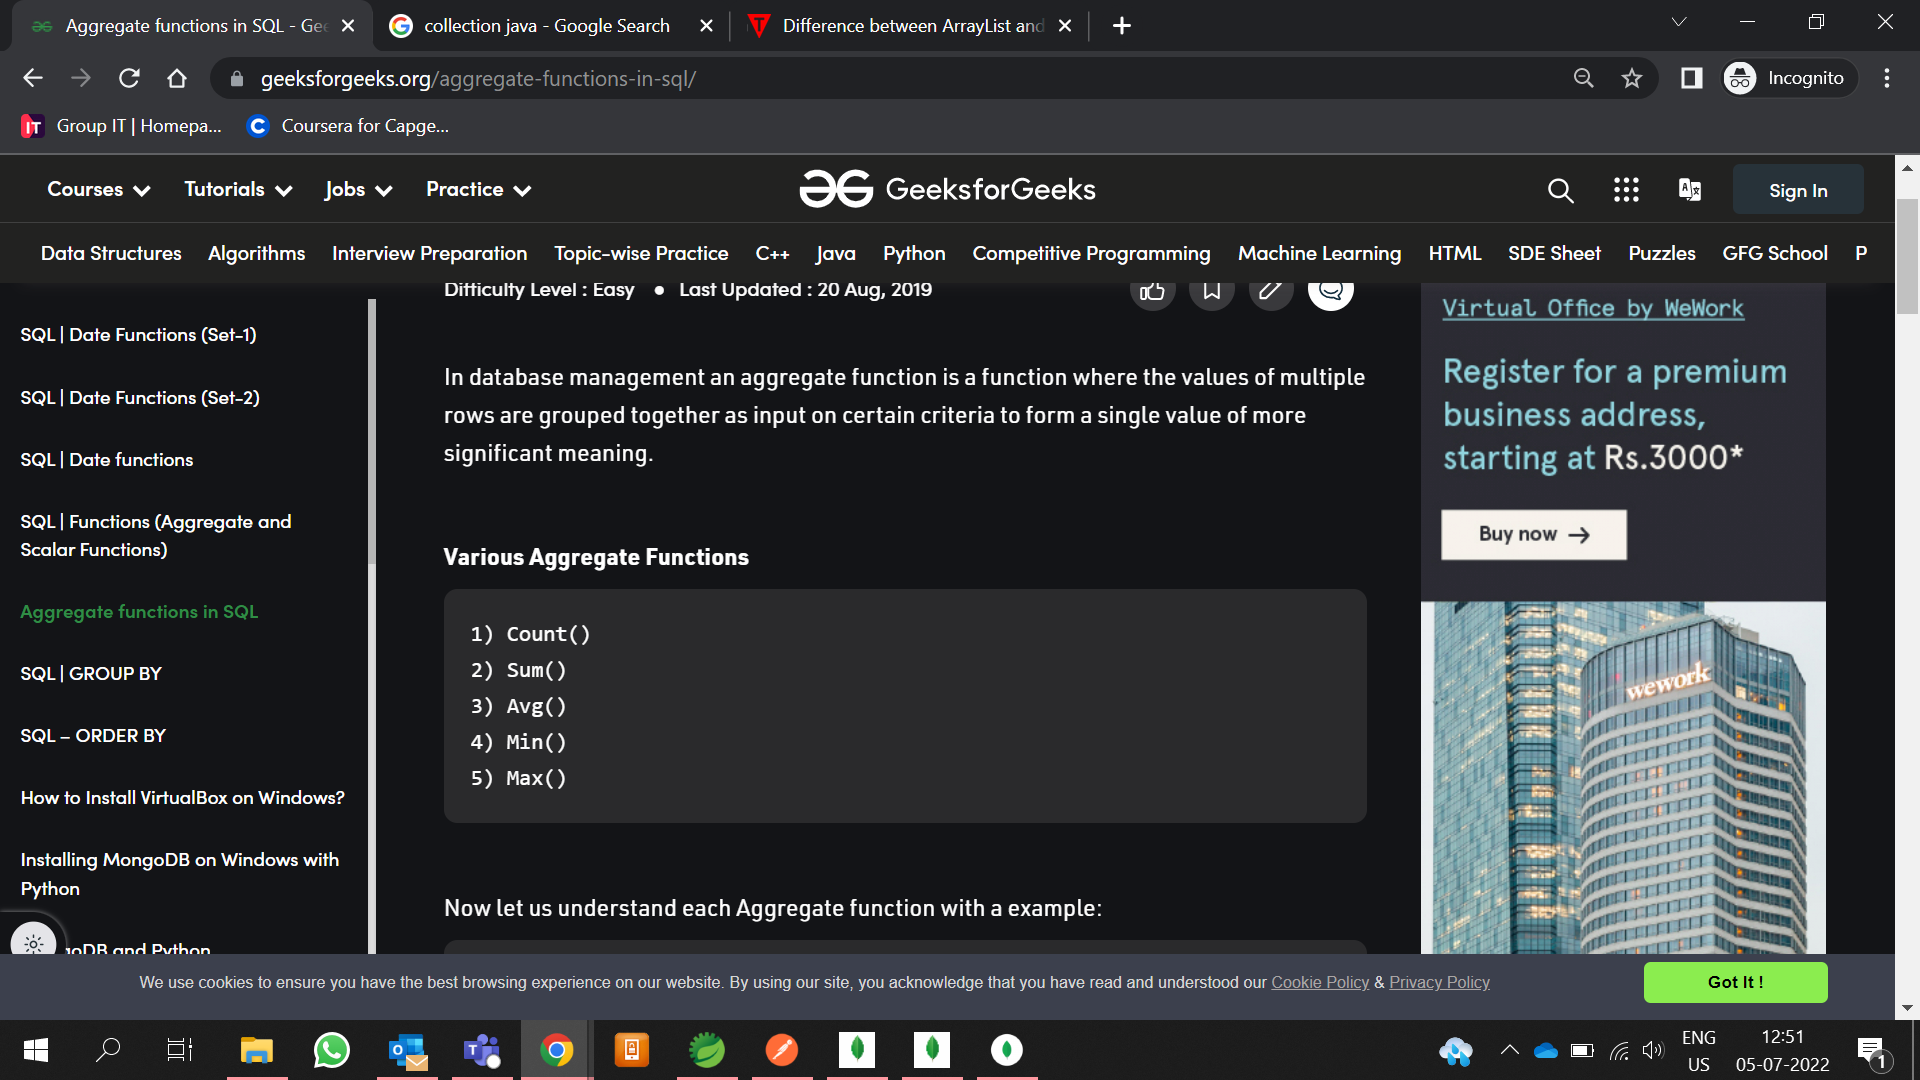 Aggregate functions in SQL - Gee
collection java - Google Search
Difference between ArrayList and
geeksforgeeks.org/aggregate-functions-in-sql/
Incognito
Group IT | Homepa...
Coursera for Capge...
Courses
Tutorials
Jobs
Practice
GeeksforGeeks
Sign In
Data Structures
Algorithms
Interview Preparation
Topic-wise Practice
C++
Java
Python
Competitive Programming
Machine Learning
HTML
SDE Sheet
Puzzles
GFG School
P
SQL | Date Functions (Set-1)
SQL | Date Functions (Set-2)
SQL | Date functions
SQL | Functions (Aggregate and
Scalar Functions)
Aggregate functions in SQL
SQL | GROUP BY
SQL – ORDER BY
How to Install VirtualBox on Windows?
Installing MongoDB on Windows with
Python
goDB and Python
Difficulty Level : Easy ● Last Updated : 20 Aug, 2019
In database management an aggregate function is a function where the values of multiple
rows are grouped together as input on certain criteria to form a single value of more
significant meaning.
Various Aggregate Functions
1) Count()
2) Sum()
3) Avg()
4) Min()
5) Max()
Now let us understand each Aggregate function with a example:
Virtual Office by WeWork
Register for a premium
business address,
starting at Rs.3000*
Buy now →
wework
We use cookies to ensure you have the best browsing experience on our website. By using our site, you acknowledge that you have read and understood our Cookie Policy & Privacy Policy
Got It !
ENG
US
12:51
05-07-2022
1